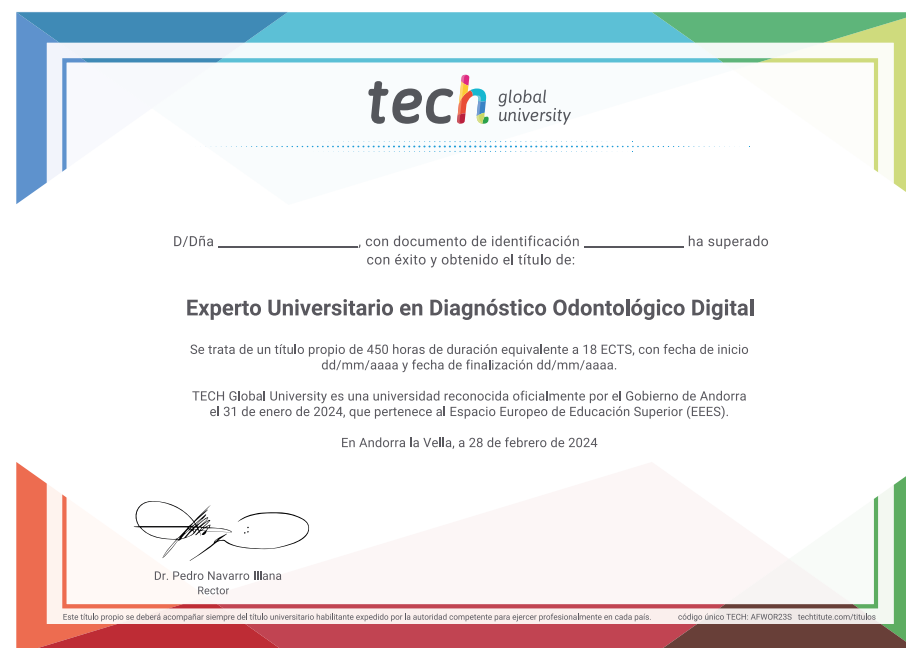 tech global
university
D/Dña ______________, con documento de identificación __________ ha superado
con éxito y obtenido el título de:
Experto Universitario en Diagnóstico Odontológico Digital
Se trata de un título propio de 450 horas de duración equivalente a 18 ECTS, con fecha de inicio
dd/mm/aaaa y fecha de finalización dd/mm/aaaa.
TECH Global University es una universidad reconocida oficialmente por el Gobierno de Andorra
el 31 de enero de 2024, que pertenece al Espacio Europeo de Educación Superior (EEES).
En Andorra la Vella, a 28 de febrero de 2024
Dr. Pedro Navarro Illana
Rector
Este título propio se deberá acompañar siempre del título universitario habilitante expedido por la autoridad competente para ejercer profesionalmente en cada país. código único TECH: AFWOR23S techtitute.com/titulos